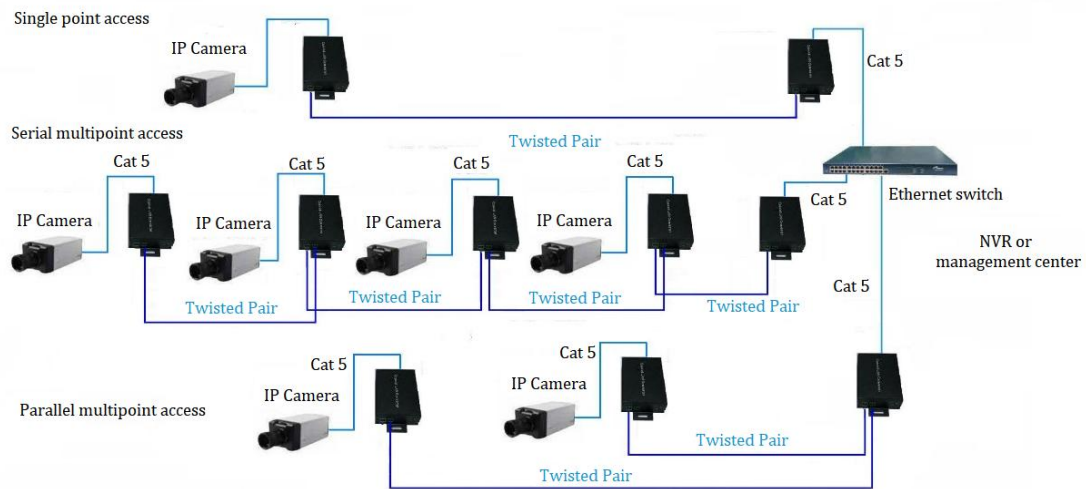 Single point access
IP Camera
Cat 5
Twisted Pair
Serial multipoint access
Cat 5
Cat 5
Cat 5
Cat 5
IP Camera
IP Camera
IP Camera
IP Camera
Cat 5
Ethernet switch
NVR or
management center
Twisted Pair
Twisted Pair
Twisted Pair
Twisted Pair
Cat 5
Cat 5
Cat 5
IP Camera
IP Camera
Parallel multipoint access
Twisted Pair
Twisted Pair